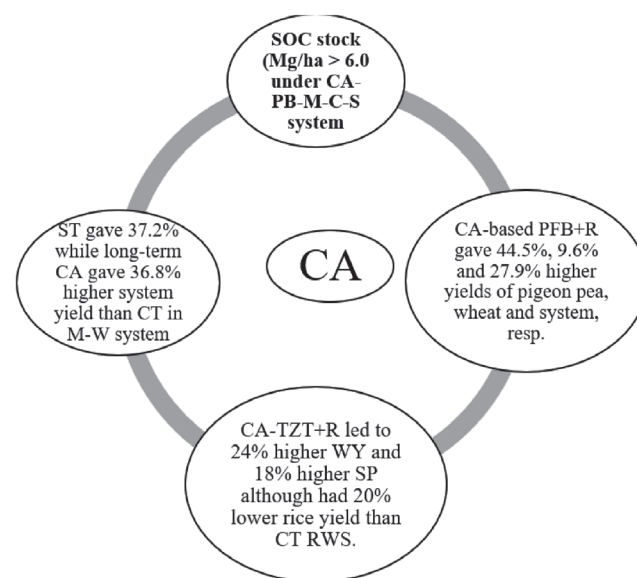 SOC stock
(Mg/ha > 6.0
under CA-
PB-M-C-S
system
ST gave 37.2%
while long-term
CA gave 36.8%
higher system
yield than CT in
M-W system
CA
CA-based PFB+R
gave 44.5%, 9.6%
and 27.9% higher
yields of pigeon pea,
wheat and system,
resp.
CA-TZT+R led to
24% higher WY and
18% higher SP
although had 20%
lower rice yield than
CT RWS.